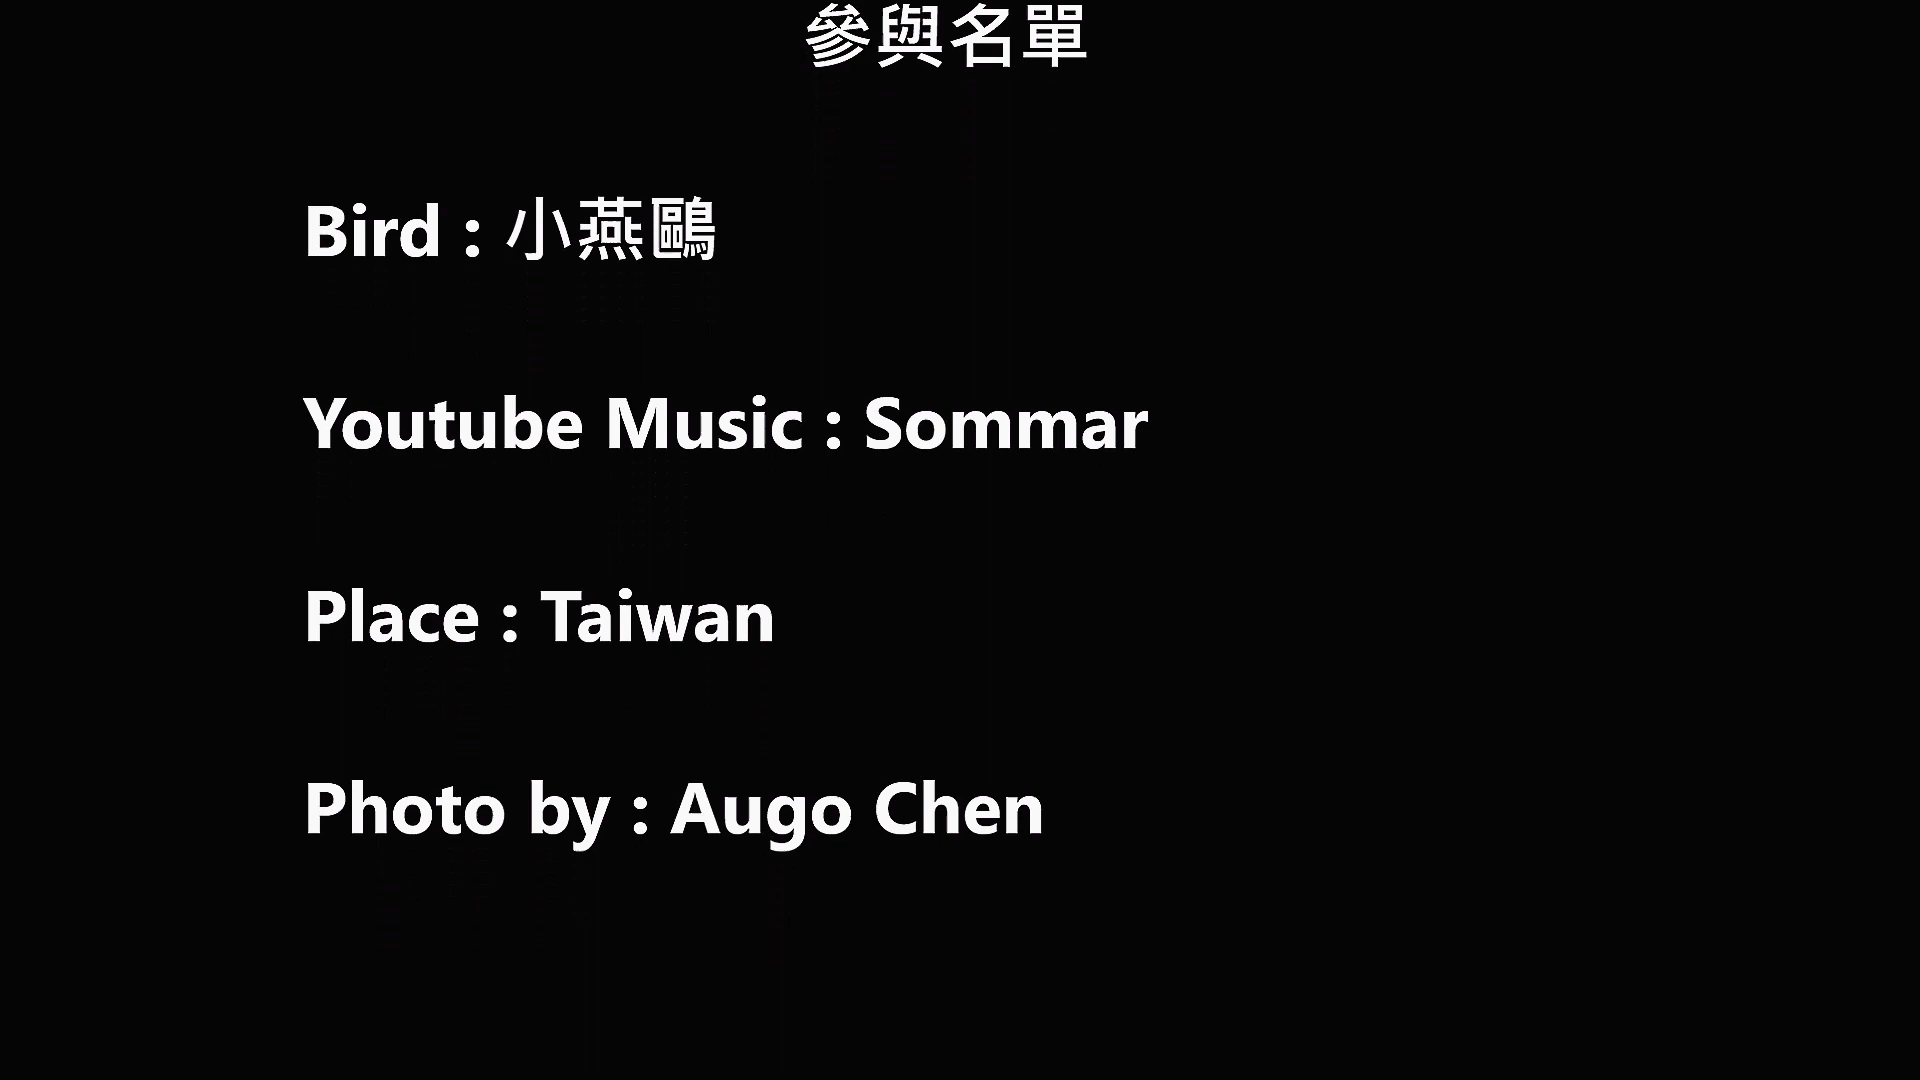 參與名單
Bird : 小燕鷗
Youtube Music : Sommar
Place : Taiwan
Photo by : Augo Chen